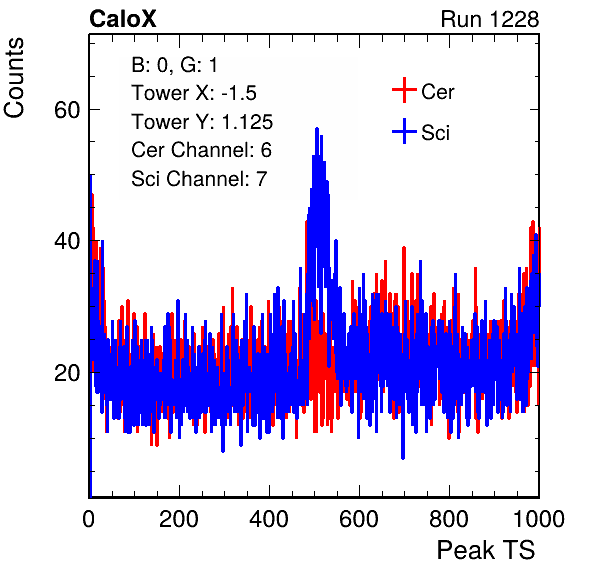 CaloX Run 1228
Counts
B: 0, G: 1
Tower X: -1.5
Tower Y: 1.125
Cer Channel: 6
Sci Channel: 7
Cer
Sci
60
40
20
0 200 400 600 800 1000
Peak TS